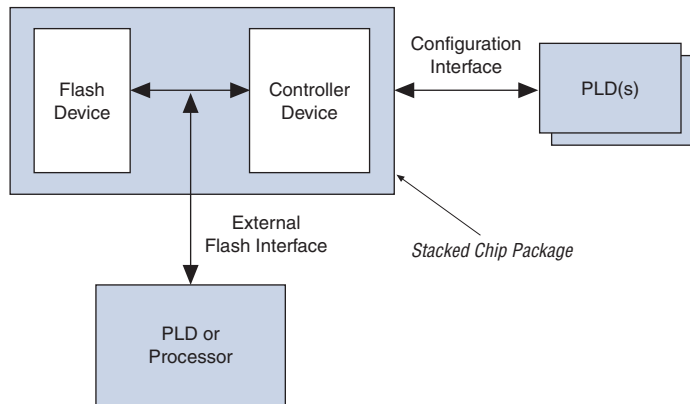 Flash
Device
Controller
Device
Configuration
Interface
PLD(s)
External
Flash Interface
Stacked Chip Package
PLD or
Processor